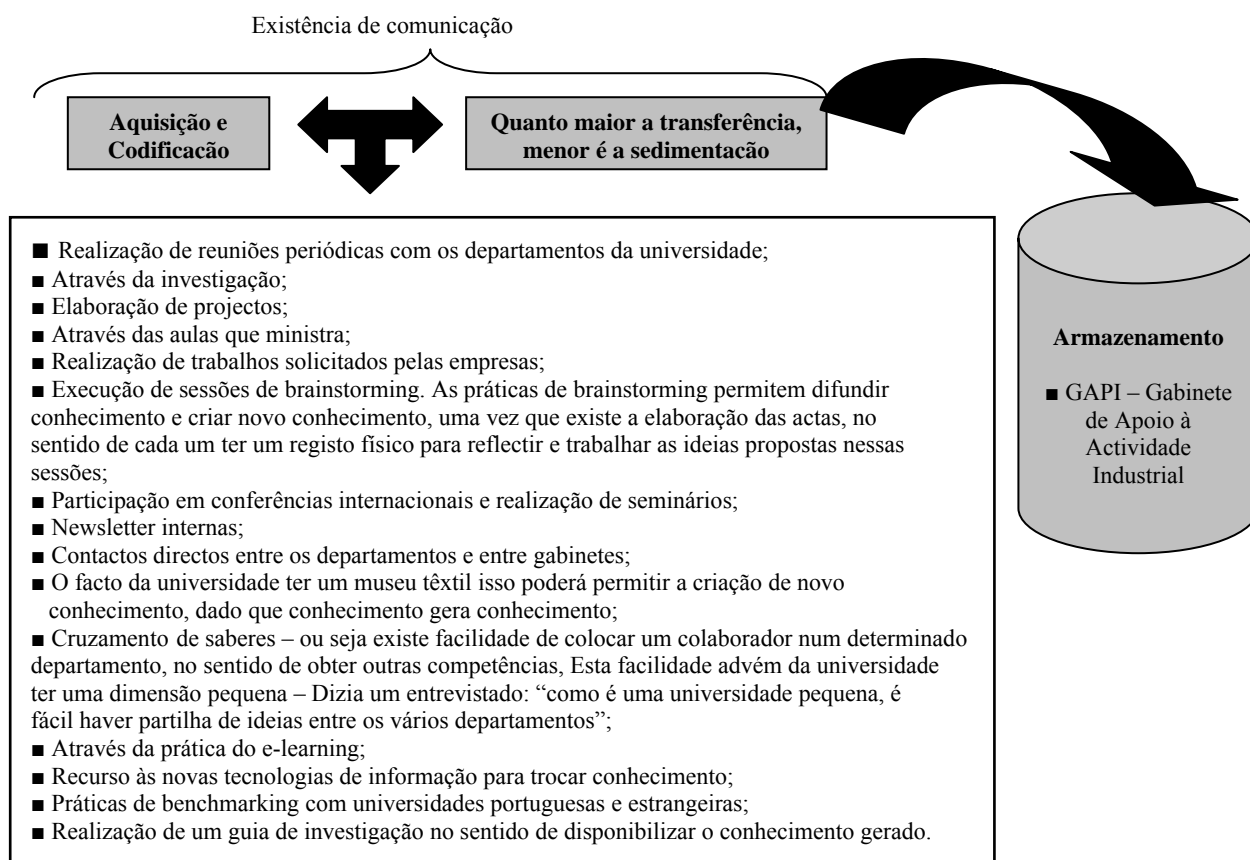 Existência de comunicação
Aquisição e
Codificação
Quanto maior a transferência,
menor é a sedimentação
■ Realização de reuniões periódicas com os departamentos da universidade;
■ Através da investigação;
■ Elaboração de projectos;
■ Através das aulas que ministra;
■ Realização de trabalhos solicitados pelas empresas;
■ Execução de sessões de brainstorming. As práticas de brainstorming permitem difundir
conhecimento e criar novo conhecimento, uma vez que existe a elaboração das actas, no
sentido de cada um ter um registo físico para reflectir e trabalhar as ideias propostas nessas
sessões;
■ Participação em conferências internacionais e realização de seminários;
■ Newsletter internas;
■ Contactos directos entre os departamentos e entre gabinetes;
■ O facto da universidade ter um museu têxtil isso poderá permitir a criação de novo
conhecimento, dado que conhecimento gera conhecimento;
■ Cruzamento de saberes – ou seja existe facilidade de colocar um colaborador num determinado
departamento, no sentido de obter outras competências, Esta facilidade advém da universidade
ter uma dimensão pequena – Dizia um entrevistado: “como é uma universidade pequena, é
fácil haver partilha de ideias entre os vários departamentos”;
■ Através da prática do e-learning;
■ Recurso às novas tecnologias de informação para trocar conhecimento;
■ Práticas de benchmarking com universidades portuguesas e estrangeiras;
■ Realização de um guia de investigação no sentido de disponibilizar o conhecimento gerado.
Armazenamento
■ GAPI – Gabinete
de Apoio à
Actividade
Industrial